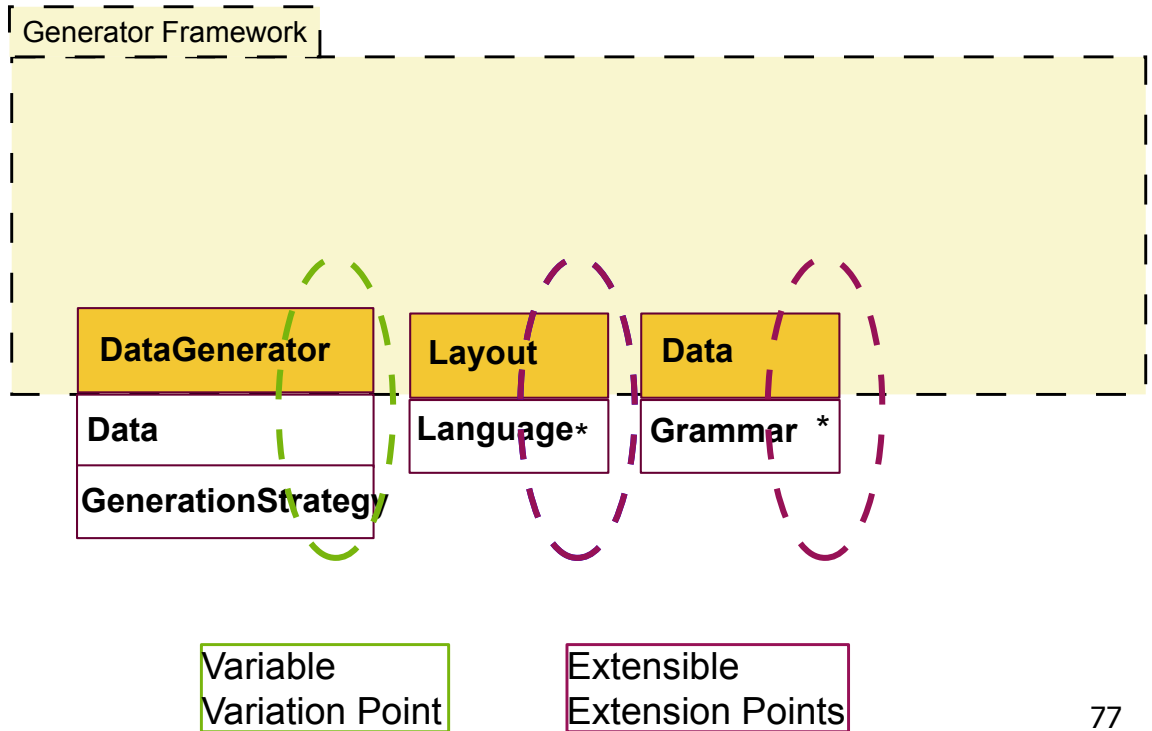 Generator Framework
DataGenerator
Layout
Data
Data
Language*
Grammar *
GenerationStrategy
Variable
Variation Point
Extensible
Extension Points
77